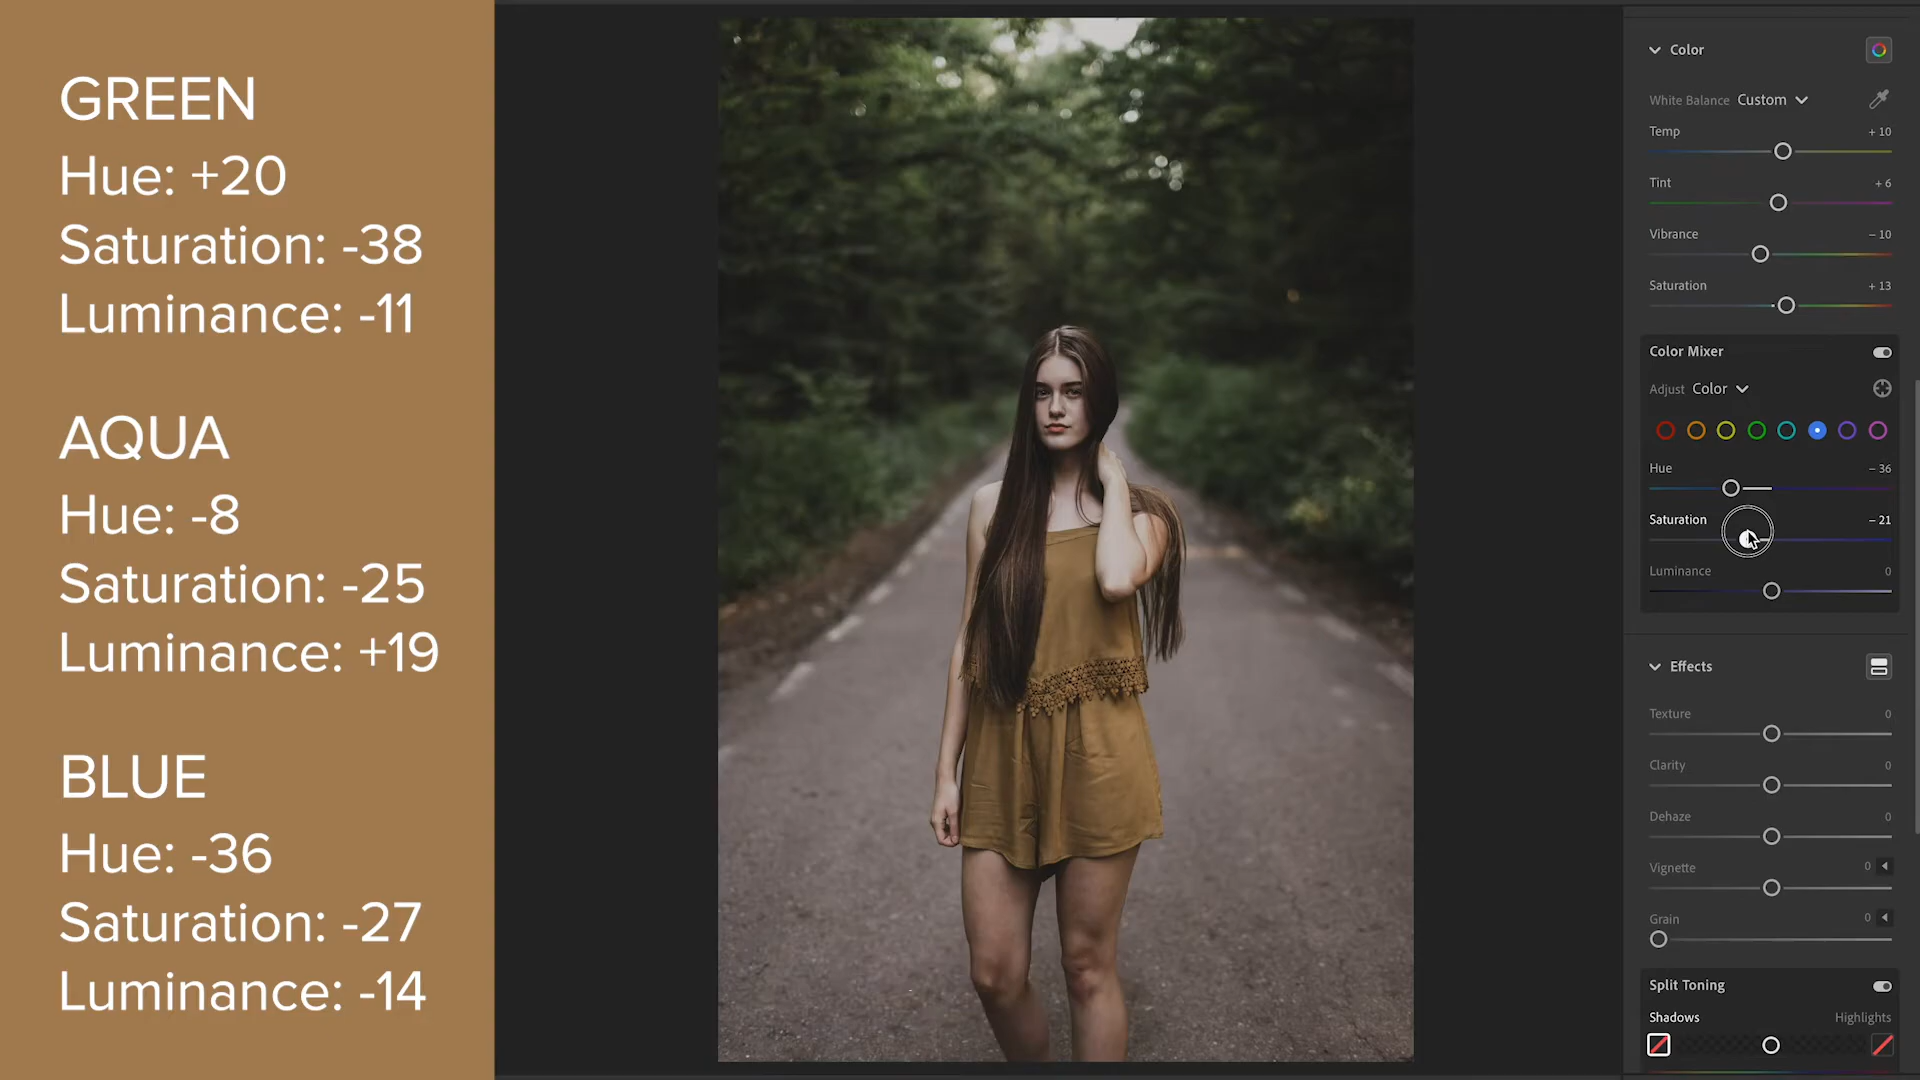 GREEN
Hue: +20
Saturation: -38
Luminance: -11
AQUA
Hue: -8
Saturation: -25
Luminance: +19
BLUE
Hue: -36
Saturation: -27
Luminance: -14
Color
White Balance Custom
Temp + 10
Tint + 6
Vibrance – 10
Saturation + 13
Color Mixer
Adjust Color
Hue – 36
Saturation – 21
Luminance 0
Effects
Texture 0
Clarity 0
Dehaze 0
Vignette 0
Grain 0
Split Toning
Shadows Highlights